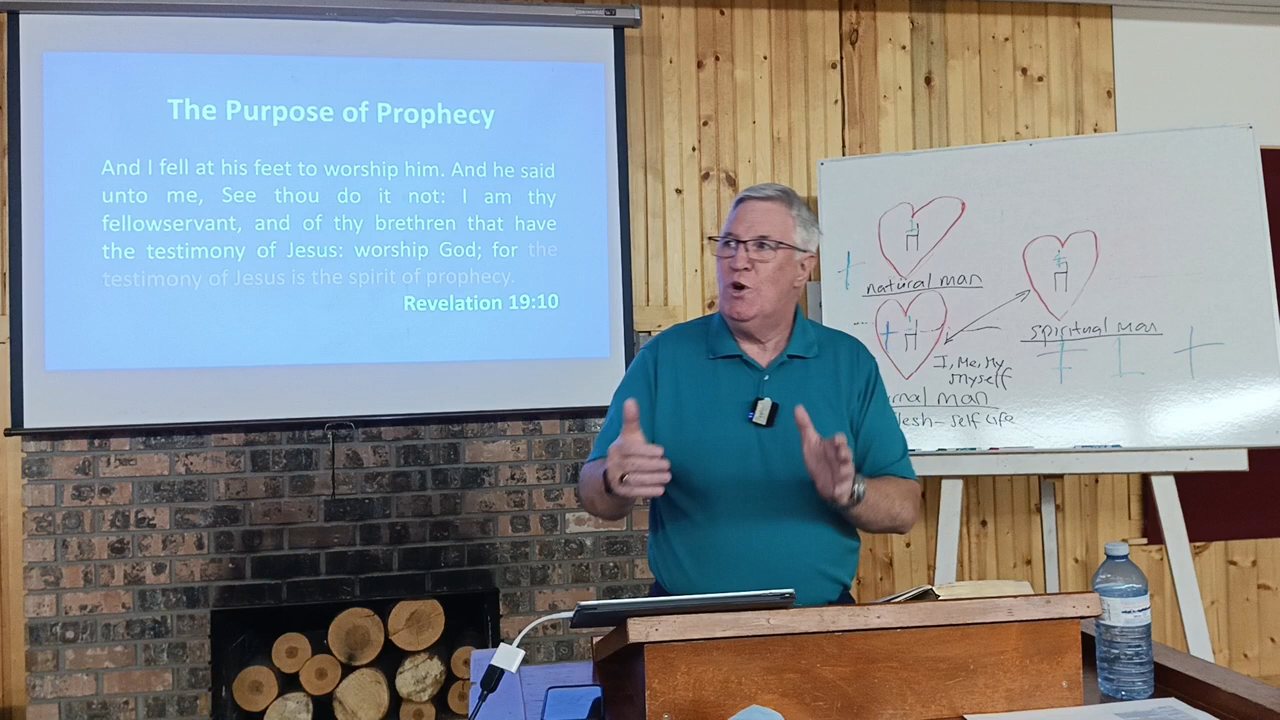 The Purpose of Prophecy
And I fell at his feet to worship him. And he said
unto me, See thou do it not: I am thy
fellowservant, and of thy brethren that have
the testimony of Jesus: worship God; for the
testimony of Jesus is the spirit of prophecy.
Revelation 19:10
natural man
spiritual man
I, Me, My
Myself
rnal man
lesh-self life